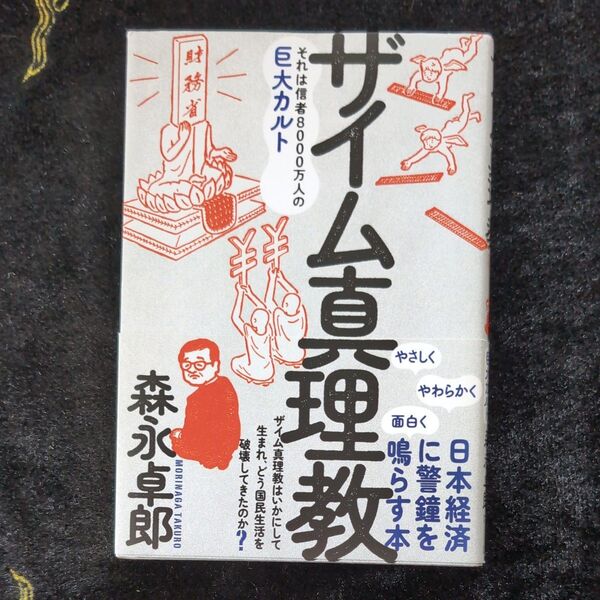 ザイム真理教
それは信者8000万人の
巨大カルト
財務省
¥
¥
森永卓郎
MORINAGA TAKURO
やさしく
やわらかく
面白く
日本経済
に警鐘を
鳴らす本
ザイム真理教はいかにして
生まれ、どう国民生活を
破壊してきたのか?